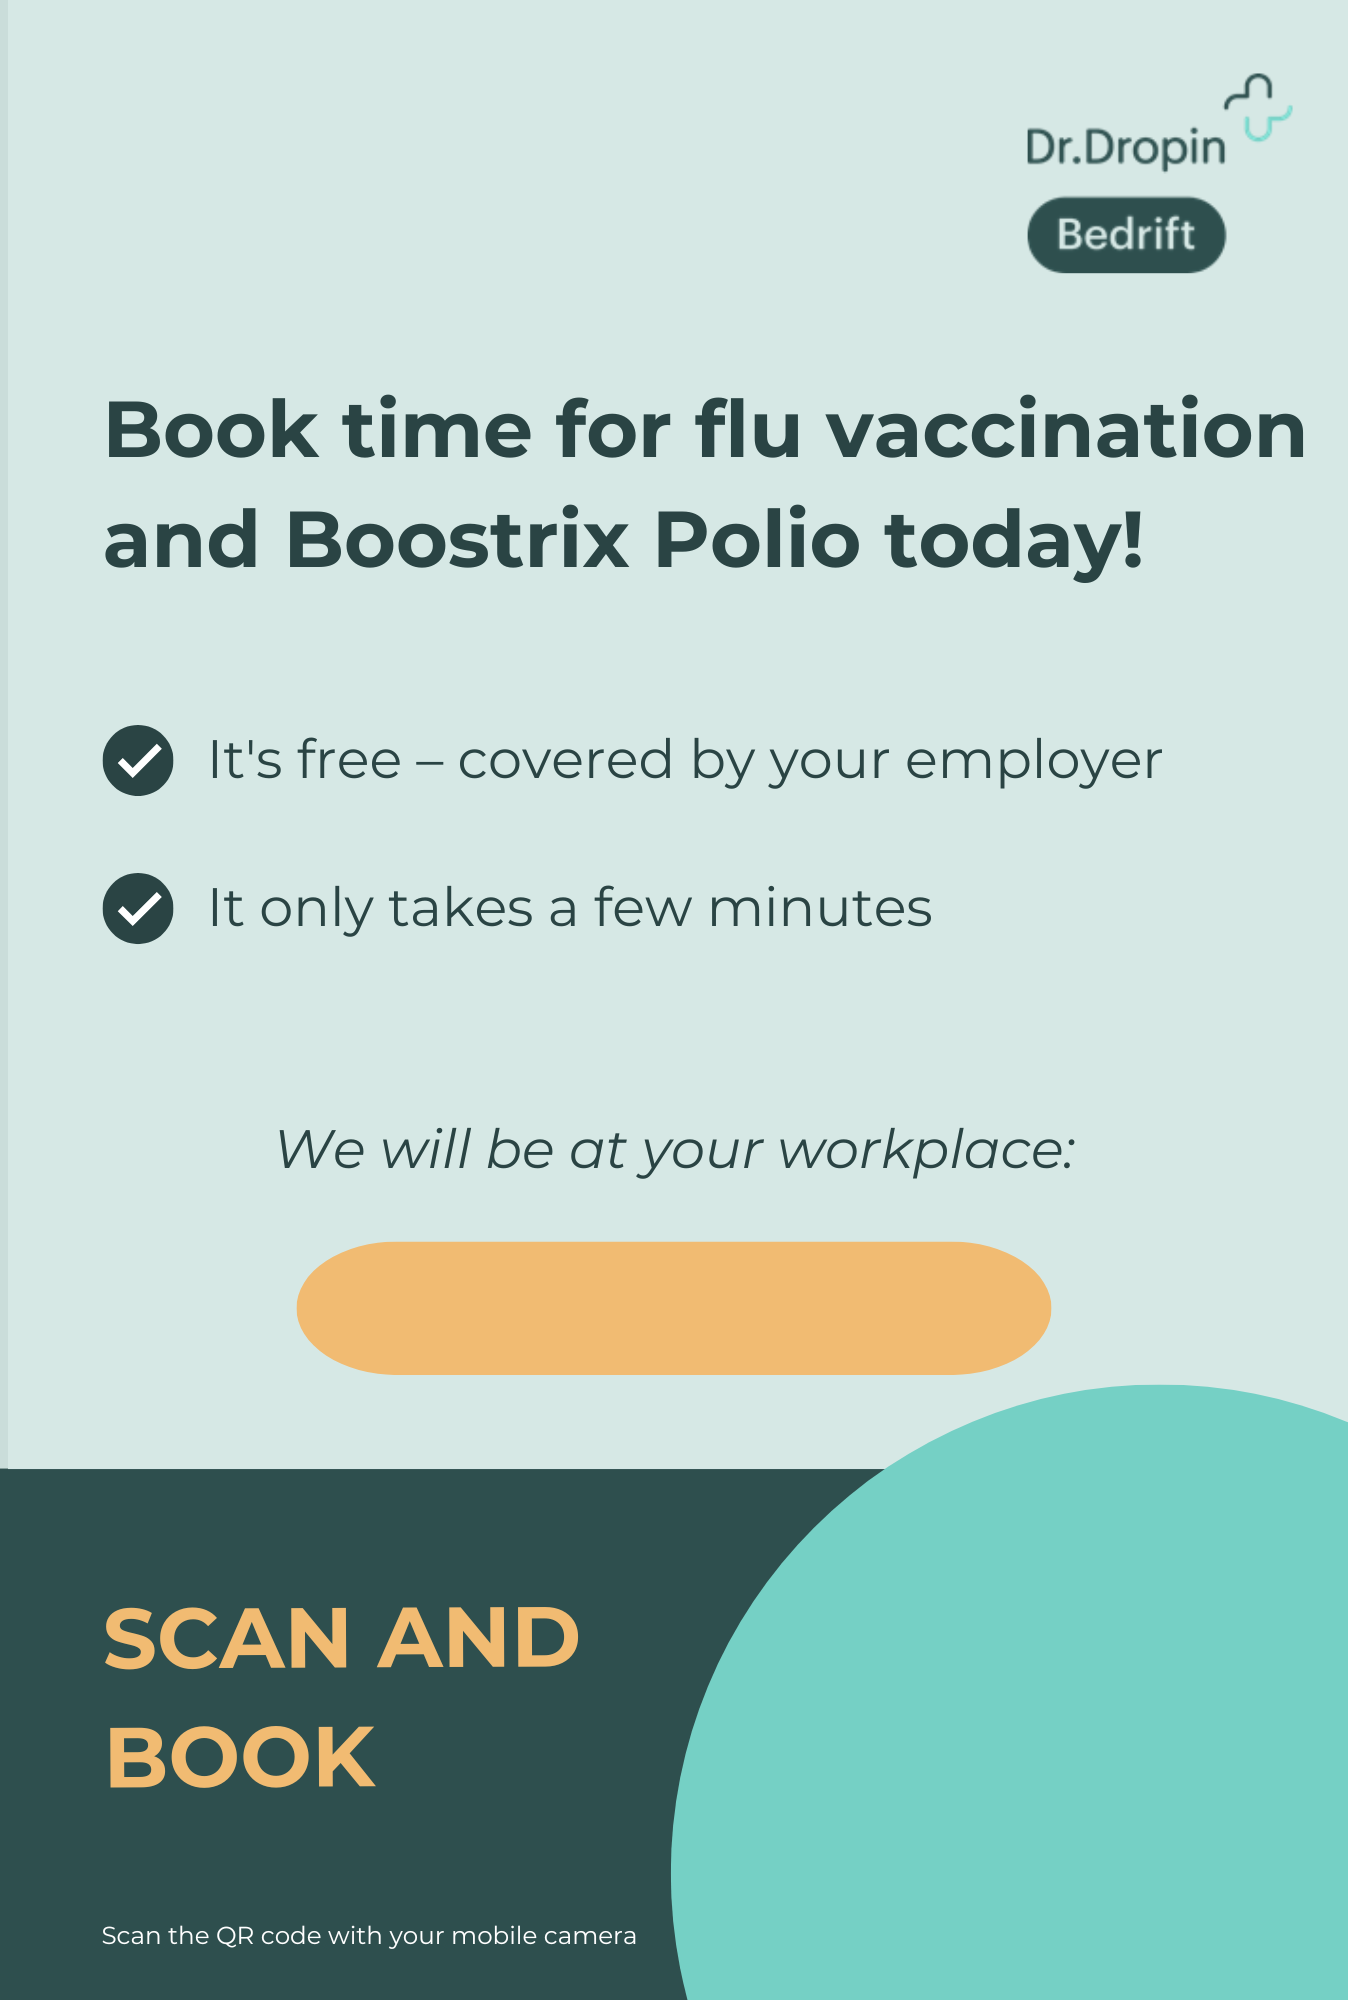 Dr.Dropin
Bedrift
Book time for flu vaccination
and Boostrix Polio today!
It's free – covered by your employer
It only takes a few minutes
We will be at your workplace:
SCAN AND
BOOK
Scan the QR code with your mobile camera